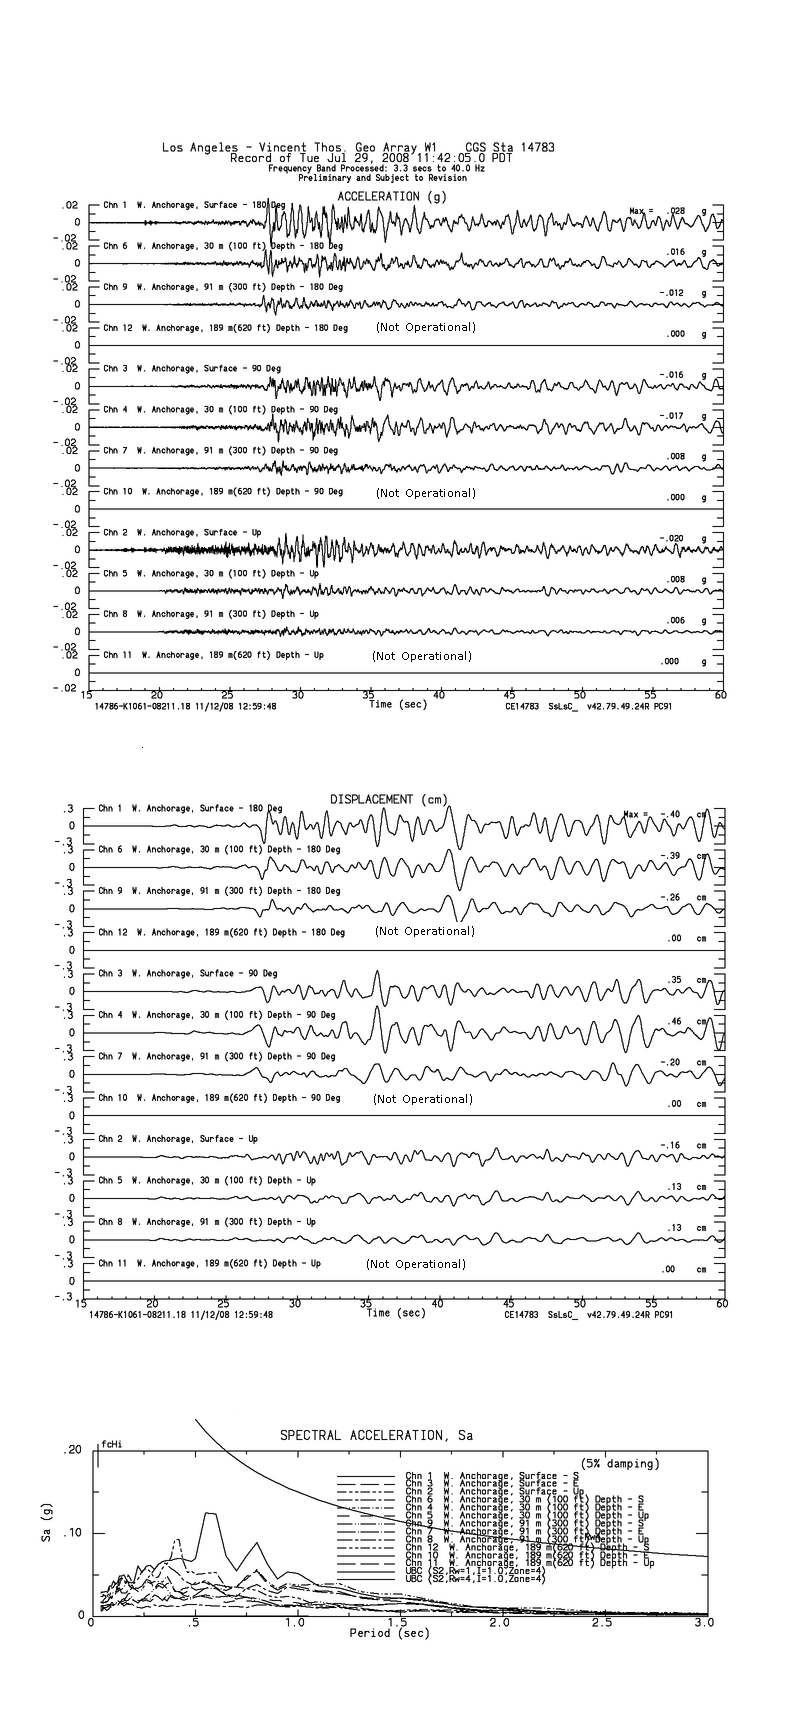 Los Angeles - Vincent Thos. Geo Array W1 CGS Sta 14783
Record of Tue Jul 29, 2008 11:42:05.0 PDT
Frequency Band Processed: 3.3 secs to 40.0 Hz
Preliminary and Subject to Revision
ACCELERATION (g)
.02 Chn 1 W. Anchorage, Surface - 180 Deg Max = .028 g
0
-.02
.02 Chn 6 W. Anchorage, 30 m (100 ft) Depth - 180 Deg .016 g
0
-.02
.02 Chn 9 W. Anchorage, 91 m (300 ft) Depth - 180 Deg -.012 g
0
-.02
.02 Chn 12 W. Anchorage, 189 m(620 ft) Depth - 180 Deg (Not Operational) .000 g
0
-.02
.02 Chn 3 W. Anchorage, Surface - 90 Deg -.016 g
0
-.02
.02 Chn 4 W. Anchorage, 30 m (100 ft) Depth - 90 Deg -.017 g
0
-.02
.02 Chn 7 W. Anchorage, 91 m (300 ft) Depth - 90 Deg .008 g
0
-.02
.02 Chn 10 W. Anchorage, 189 m(620 ft) Depth - 90 Deg (Not Operational) .000 g
0
-.02
.02 Chn 2 W. Anchorage, Surface - Up -.020 g
0
-.02
.02 Chn 5 W. Anchorage, 30 m (100 ft) Depth - Up .008 g
0
-.02
.02 Chn 8 W. Anchorage, 91 m (300 ft) Depth - Up .006 g
0
-.02
.02 Chn 11 W. Anchorage, 189 m(620 ft) Depth - Up (Not Operational) .000 g
0
-.02
15 20 25 30 35 40 45 50 55 60
Time (sec)
14786-K1061-08211.18 11/12/08 12:59:48 CE14783 SsLsC_ v42.79.49.24R PC91
DISPLACEMENT (cm)
.3 Chn 1 W. Anchorage, Surface - 180 Deg Max = -.40 cm
0
-.3
.3 Chn 6 W. Anchorage, 30 m (100 ft) Depth - 180 Deg -.39 cm
0
-.3
.3 Chn 9 W. Anchorage, 91 m (300 ft) Depth - 180 Deg -.26 cm
0
-.3
.3 Chn 12 W. Anchorage, 189 m(620 ft) Depth - 180 Deg (Not Operational) .00 cm
0
-.3
.3 Chn 3 W. Anchorage, Surface - 90 Deg .35 cm
0
-.3
.3 Chn 4 W. Anchorage, 30 m (100 ft) Depth - 90 Deg .46 cm
0
-.3
.3 Chn 7 W. Anchorage, 91 m (300 ft) Depth - 90 Deg -.20 cm
0
-.3
.3 Chn 10 W. Anchorage, 189 m(620 ft) Depth - 90 Deg (Not Operational) .00 cm
0
-.3
.3 Chn 2 W. Anchorage, Surface - Up -.16 cm
0
-.3
.3 Chn 5 W. Anchorage, 30 m (100 ft) Depth - Up .13 cm
0
-.3
.3 Chn 8 W. Anchorage, 91 m (300 ft) Depth - Up .13 cm
0
-.3
.3 Chn 11 W. Anchorage, 189 m(620 ft) Depth - Up (Not Operational) .00 cm
0
-.3
15 20 25 30 35 40 45 50 55 60
Time (sec)
14786-K1061-08211.18 11/12/08 12:59:48 CE14783 SsLsC_ v42.79.49.24R PC91
SPECTRAL ACCELERATION, Sa
fcHi
(5% damping)
Chn 1 W. Anchorage, Surface - S
Chn 3 W. Anchorage, Surface - E
Chn 2 W. Anchorage, Surface - Up
Chn 6 W. Anchorage, 30 m (100 ft) Depth - S
Chn 4 W. Anchorage, 30 m (100 ft) Depth - E
Chn 5 W. Anchorage, 30 m (100 ft) Depth - Up
Chn 9 W. Anchorage, 91 m (300 ft) Depth - S
Chn 7 W. Anchorage, 91 m (300 ft) Depth - E
Chn 8 W. Anchorage, 91 m (300 ft) Depth - Up
Chn 12 W. Anchorage, 189 m(620 ft) Depth - S
Chn 10 W. Anchorage, 189 m(620 ft) Depth - E
Chn 11 W. Anchorage, 189 m(620 ft) Depth - Up
UBC (S2,Rw=1,I=1.0,Zone=4)
UBC (S2,Rw=4,I=1.0,Zone=4)
.20
.10
0
Sa (g)
0 .5 1.0 1.5 2.0 2.5 3.0
Period (sec)